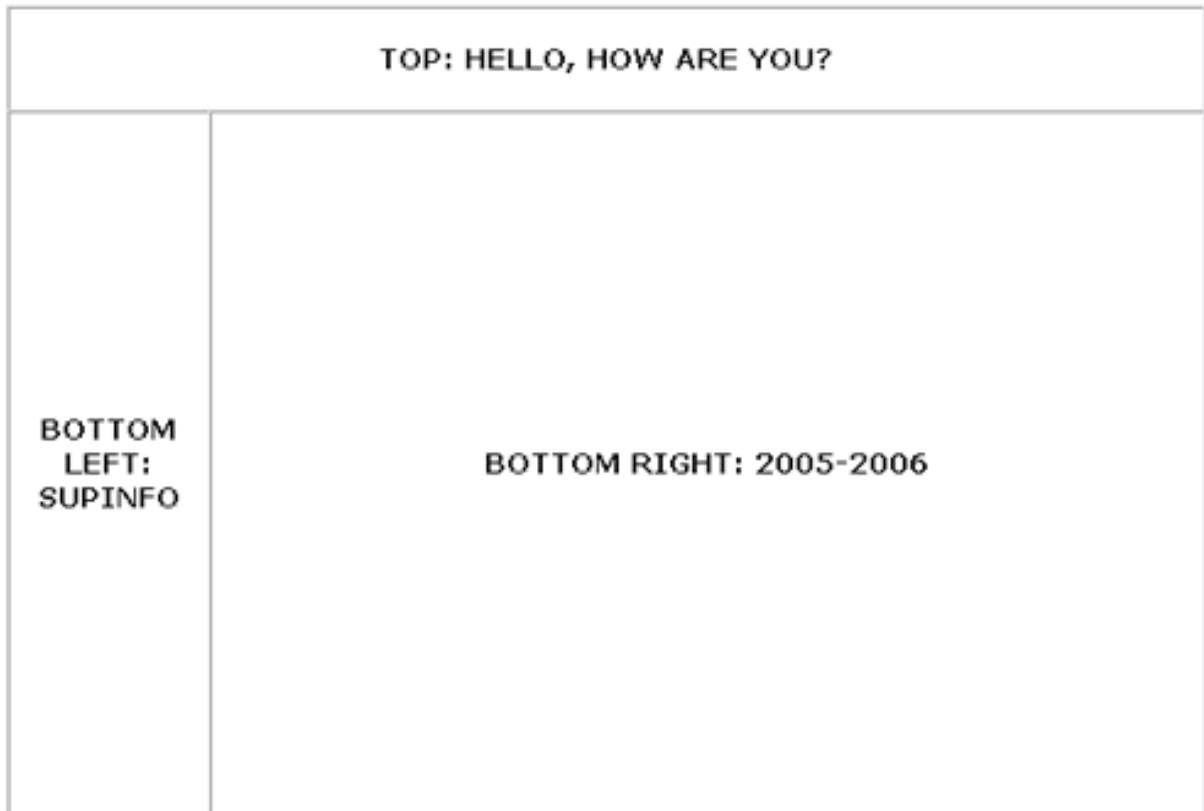 TOP: HELLO, HOW ARE YOU?
BOTTOM
LEFT:
SUPINFO
BOTTOM RIGHT: 2005-2006